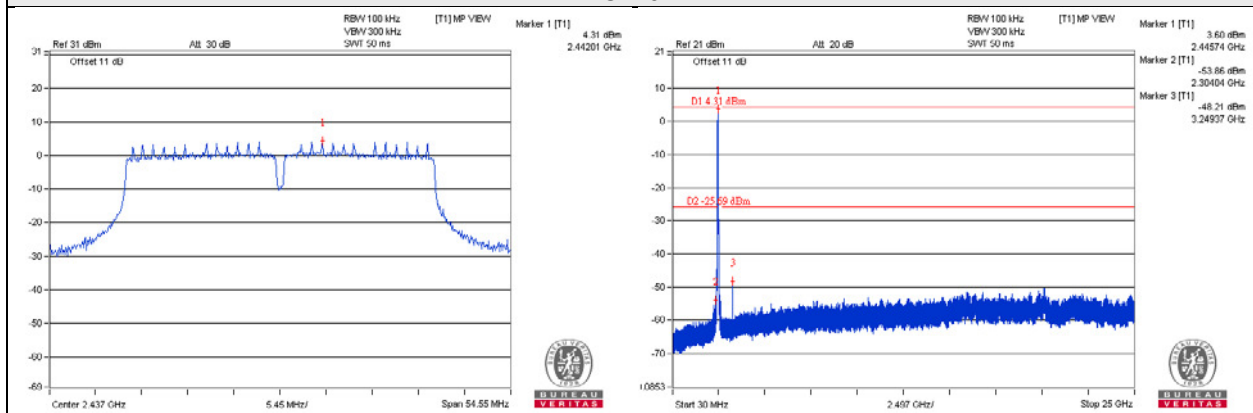 RBW 100 kHz
[T1] MP VIEW
VBW 300 kHz
Ref 31 dBm
Att 30 dB
SWT 50 ms
Marker 1 [T1]
4.31 dBm
2.44201 GHz
31
Offset 11 dB
20
10
1
0
-10
-20
-30
-40
-50
-60
-69
Center 2.437 GHz
5.45 MHz/
Span 54.55 MHz
BUREAU
VERITAS
RBW 100 kHz
[T1] MP VIEW
VBW 300 kHz
Ref 21 dBm
Att 20 dB
SWT 50 ms
Marker 1 [T1]
3.60 dBm
2.44574 GHz
Marker 2 [T1]
-53.86 dBm
2.30404 GHz
Marker 3 [T1]
-48.21 dBm
3.24937 GHz
21
Offset 11 dB
10
1
D1 4.31 dBm
0
-10
-20
D2 -25.69 dBm
-30
-40
3
2
-50
-60
-70
Start 30 MHz
2.497 GHz/
Stop 25 GHz
BUREAU
VERITAS